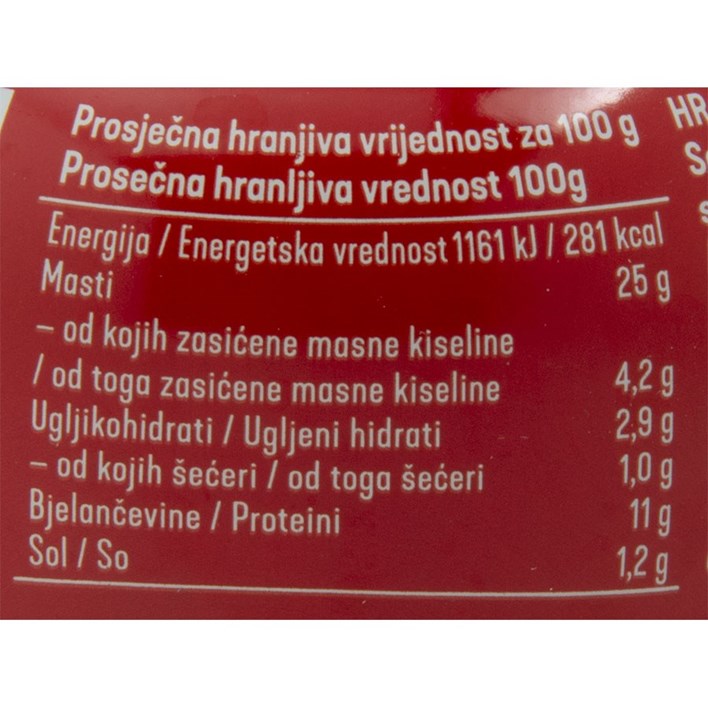 Prosječna hranjiva vrijednost za 100 g
Prosečna hranljiva vrednost 100g
Energija / Energetska vrednost 1161 kJ / 281 kcal
Masti 25 g
– od kojih zasićene masne kiseline
/ od toga zasićene masne kiseline 4,2 g
Ugljikohidrati / Ugljeni hidrati 2,9 g
– od kojih šećeri / od toga šećeri 1,0 g
Bjelančevine / Proteini 11 g
Sol / So 1,2 g
HR